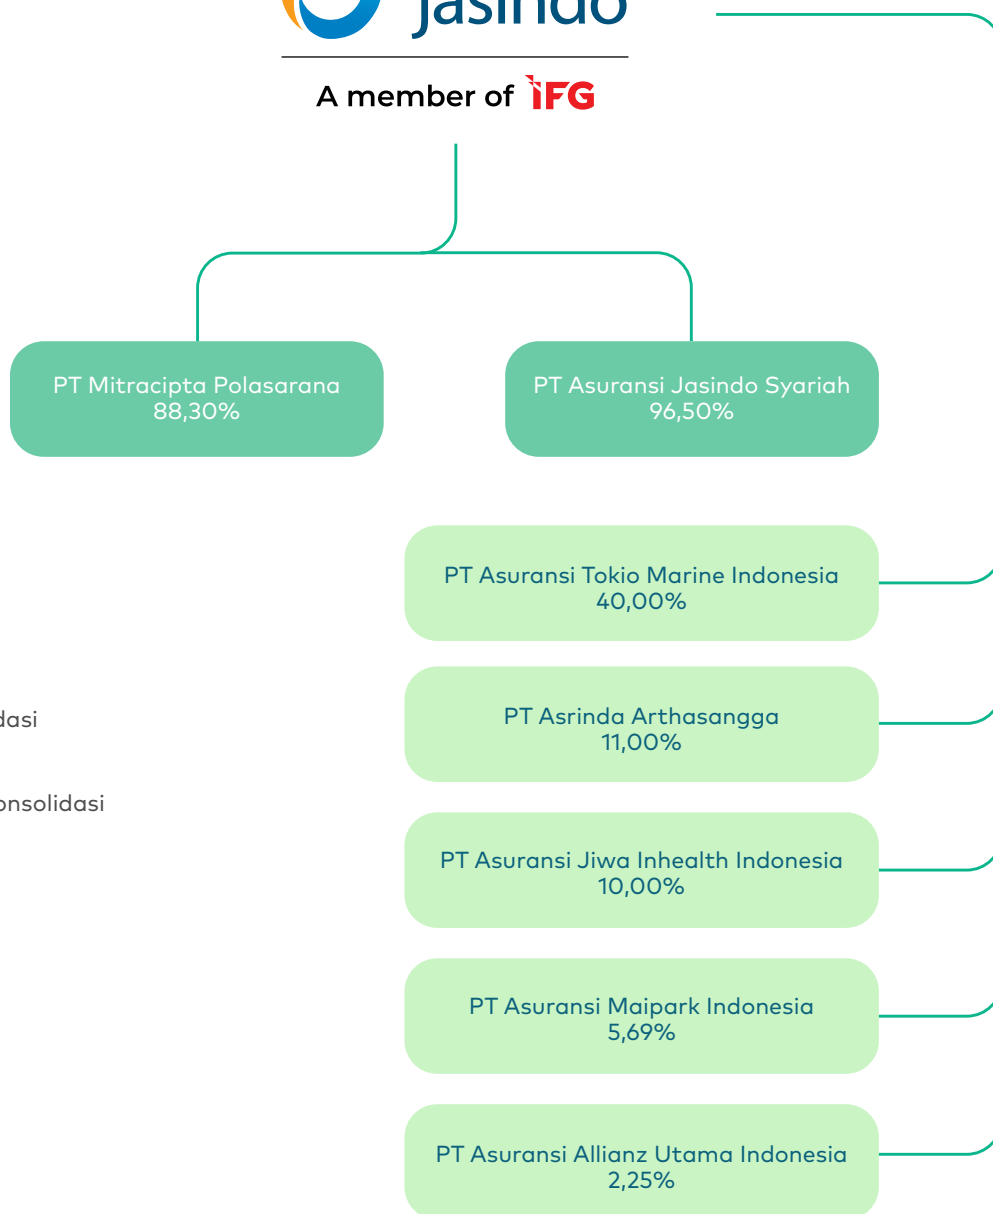 jasindo
A member of IFG
PT Mitracipta Polasarana
88,30%
PT Asuransi Jasindo Syariah
96,50%
PT Asuransi Tokio Marine Indonesia
40,00%
PT Asrinda Arthasangga
11,00%
dasi
PT Asuransi Jiwa Inhealth Indonesia
10,00%
onsolidasi
PT Asuransi Maipark Indonesia
5,69%
PT Asuransi Allianz Utama Indonesia
2,25%